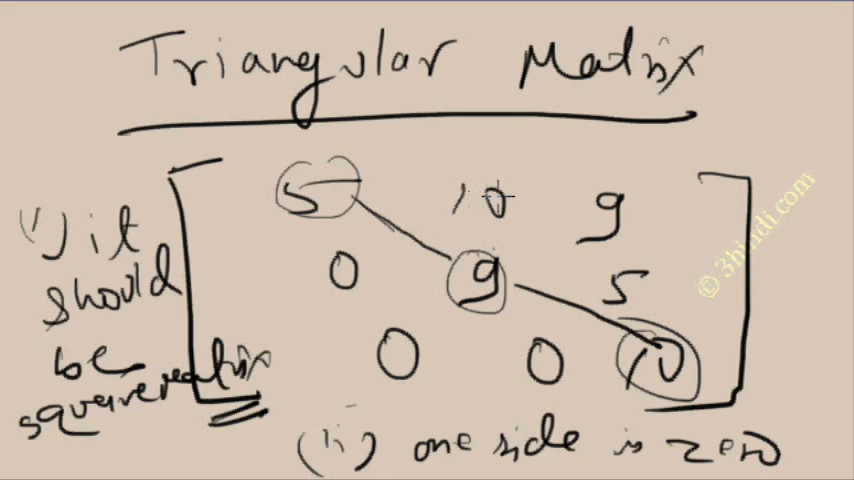 Triangular Matrix
5 10 9
0 9 5
0 0 10
(i) it
should
be
square matrix
(ii) one side is zero
© 3hindi.com